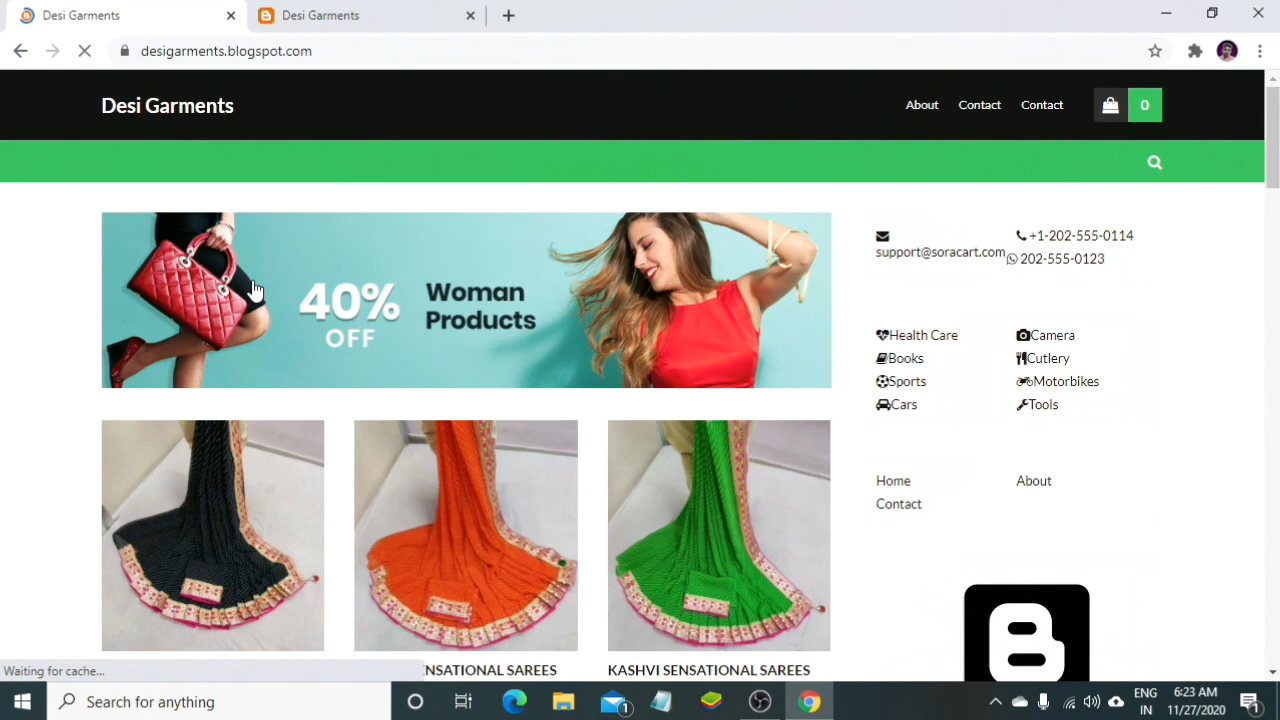 Desi Garments
Desi Garments
desigarments.blogspot.com
Desi Garments
About Contact Contact
0
40%
OFF
Woman
Products
support@soracart.com
+1-202-555-0114
202-555-0123
Health Care
Camera
Books
Cutlery
Sports
Motorbikes
Cars
Tools
Home
About
Contact
Waiting for cache...
SAREES
KASHVI SENSATIONAL SAREES
Search for anything
1
ENG
IN
6:23 AM
11/27/2020
1